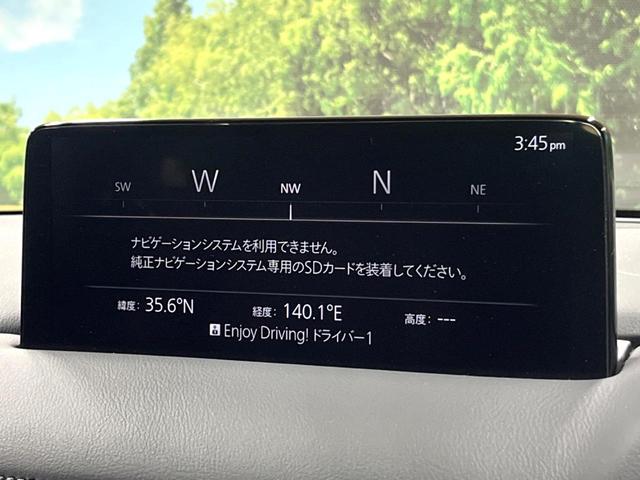 3:45pm
SW W NW N NE
ナビゲーションシステムを利用できません。
純正ナビゲーションシステム専用のSDカードを装着してください。
緯度: 35.6°N 経度: 140.1°E 高度: ---
Enjoy Driving! ドライバー1